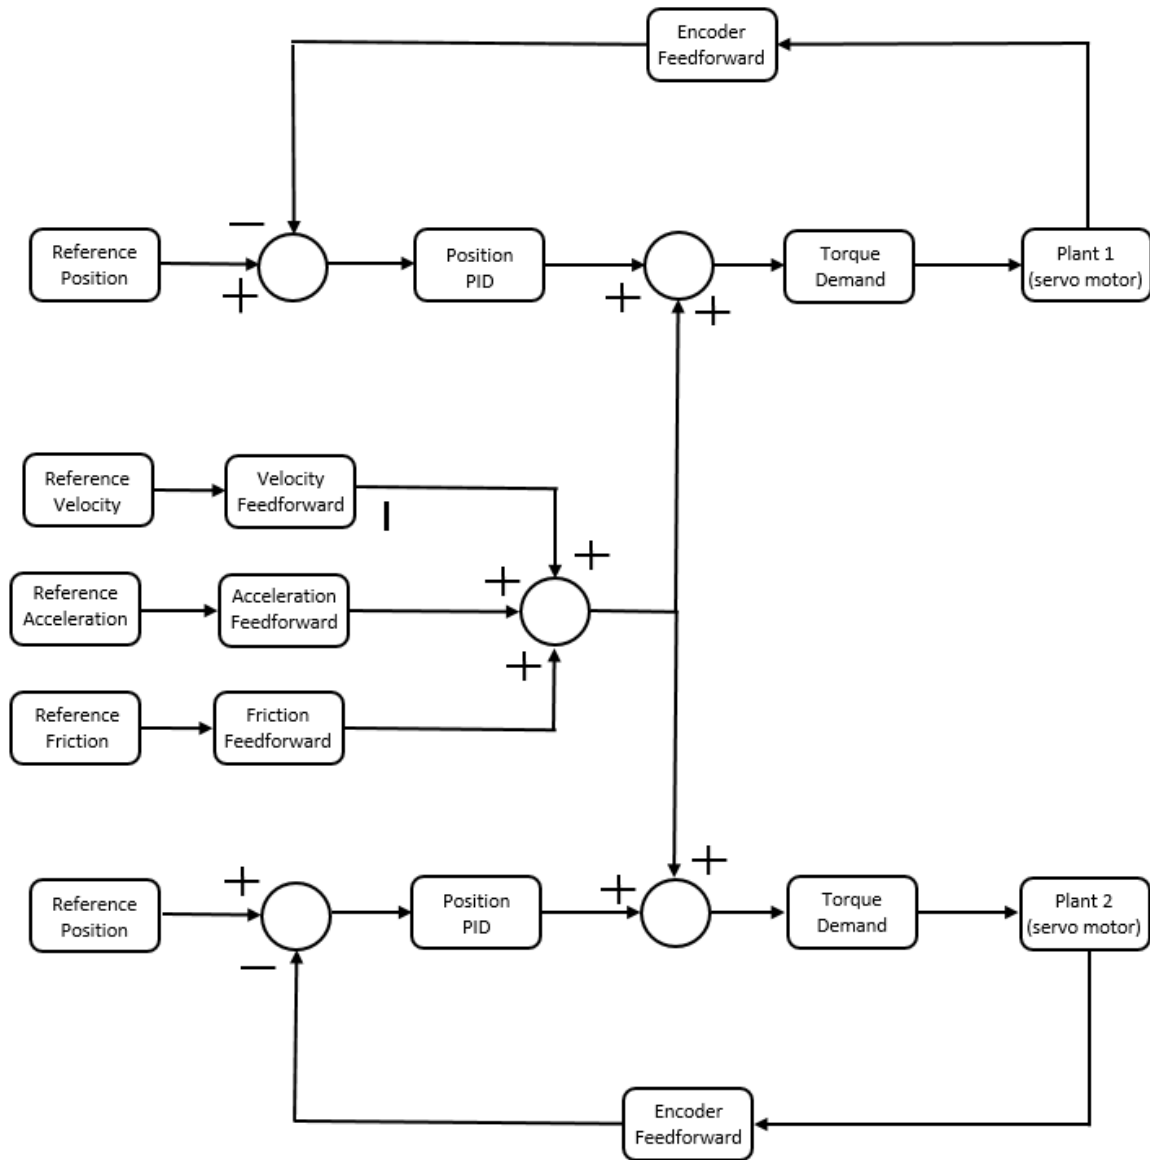 Encoder
Feedforward
Reference
Position
Position
PID
Torque
Demand
Plant 1
(servo motor)
Reference
Velocity
Velocity
Feedforward
Reference
Acceleration
Acceleration
Feedforward
Reference
Friction
Friction
Feedforward
Reference
Position
Position
PID
Torque
Demand
Plant 2
(servo motor)
Encoder
Feedforward